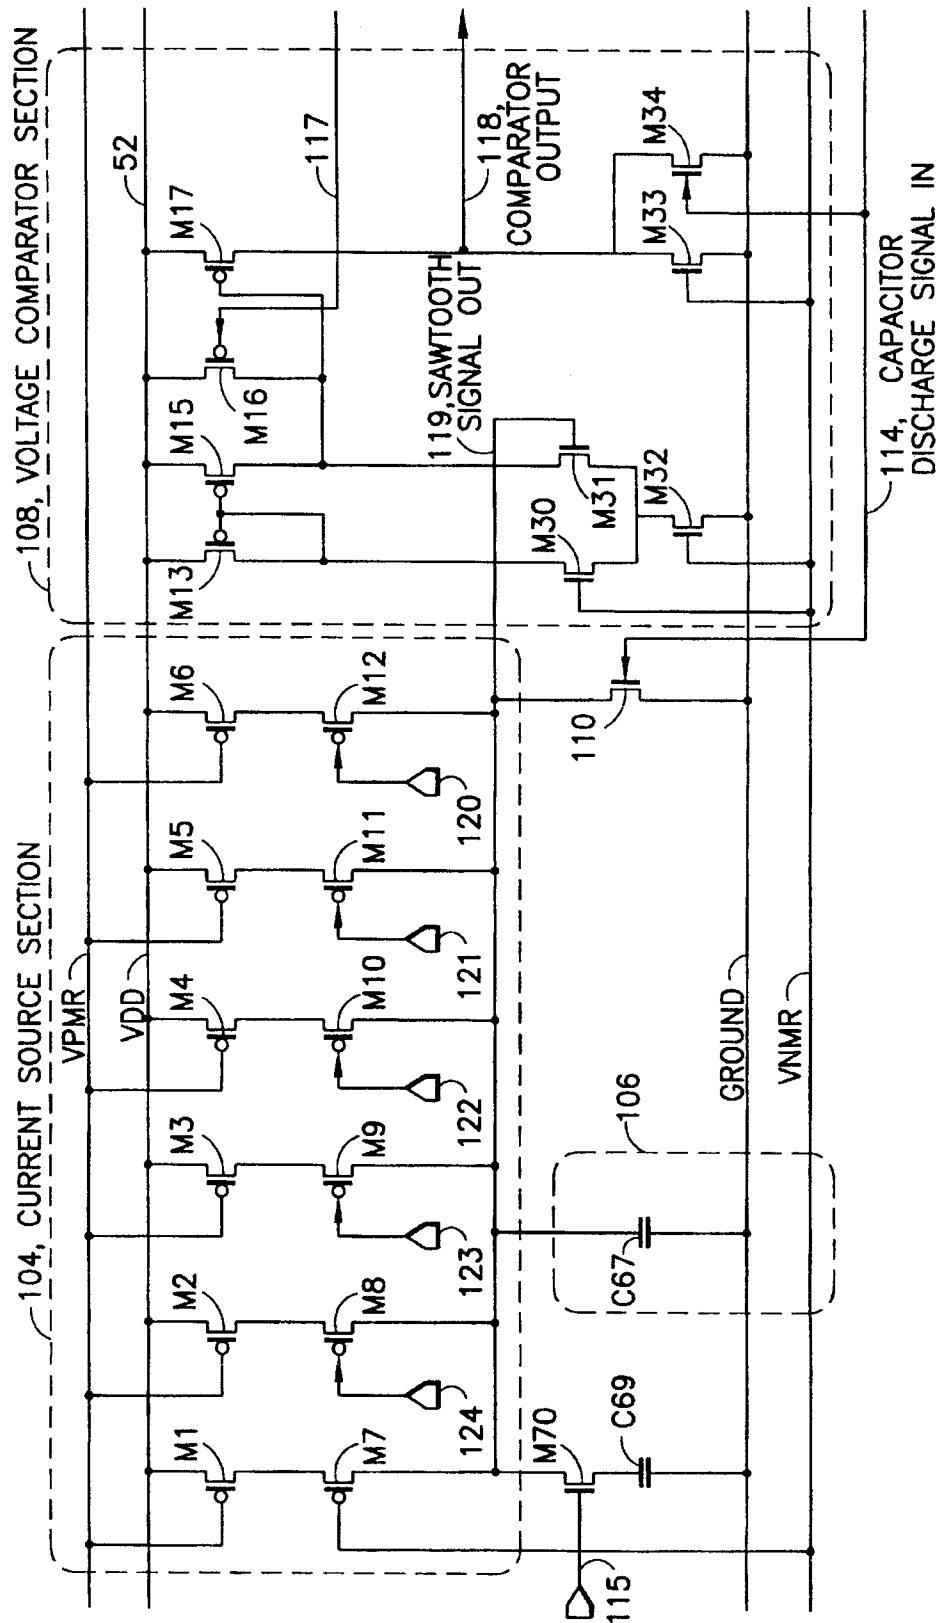 104, CURRENT SOURCE SECTION
108, VOLTAGE COMPARATOR SECTION
VPMR
VDD
52
M1
M2
M3
M4
M5
M6
M13
M15
M16
M17
117
M7
M8
M9
M10
M11
M12
124
123
122
121
120
119, SAWTOOTH
SIGNAL OUT
118,
COMPARATOR
OUTPUT
M30
M31
M32
M33
M34
110
M70
115
C69
C67
106
GROUND
VNMR
114, CAPACITOR
DISCHARGE SIGNAL IN